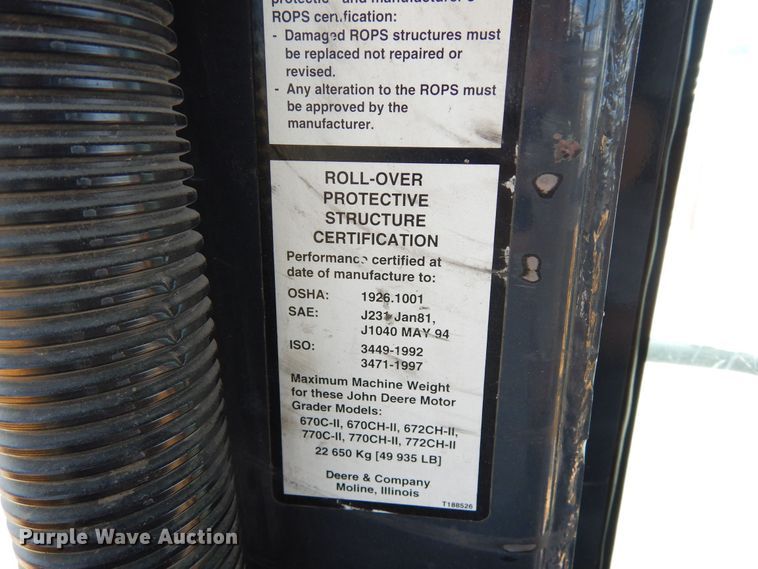 protection and manufacturer's
ROPS certification:
- Damaged ROPS structures must
be replaced not repaired or
revised.
- Any alteration to the ROPS must
be approved by the
manufacturer.
ROLL-OVER
PROTECTIVE
STRUCTURE
CERTIFICATION
Performance certified at
date of manufacture to:
OSHA: 1926.1001
SAE: J231 Jan81,
J1040 MAY 94
ISO: 3449-1992
3471-1997
Maximum Machine Weight
for these John Deere Motor
Grader Models:
670C-II, 670CH-II, 672CH-II,
770C-II, 770CH-II, 772CH-II
22 650 Kg [49 935 LB]
Deere & Company
Moline, Illinois
T188526
Purple Wave Auction